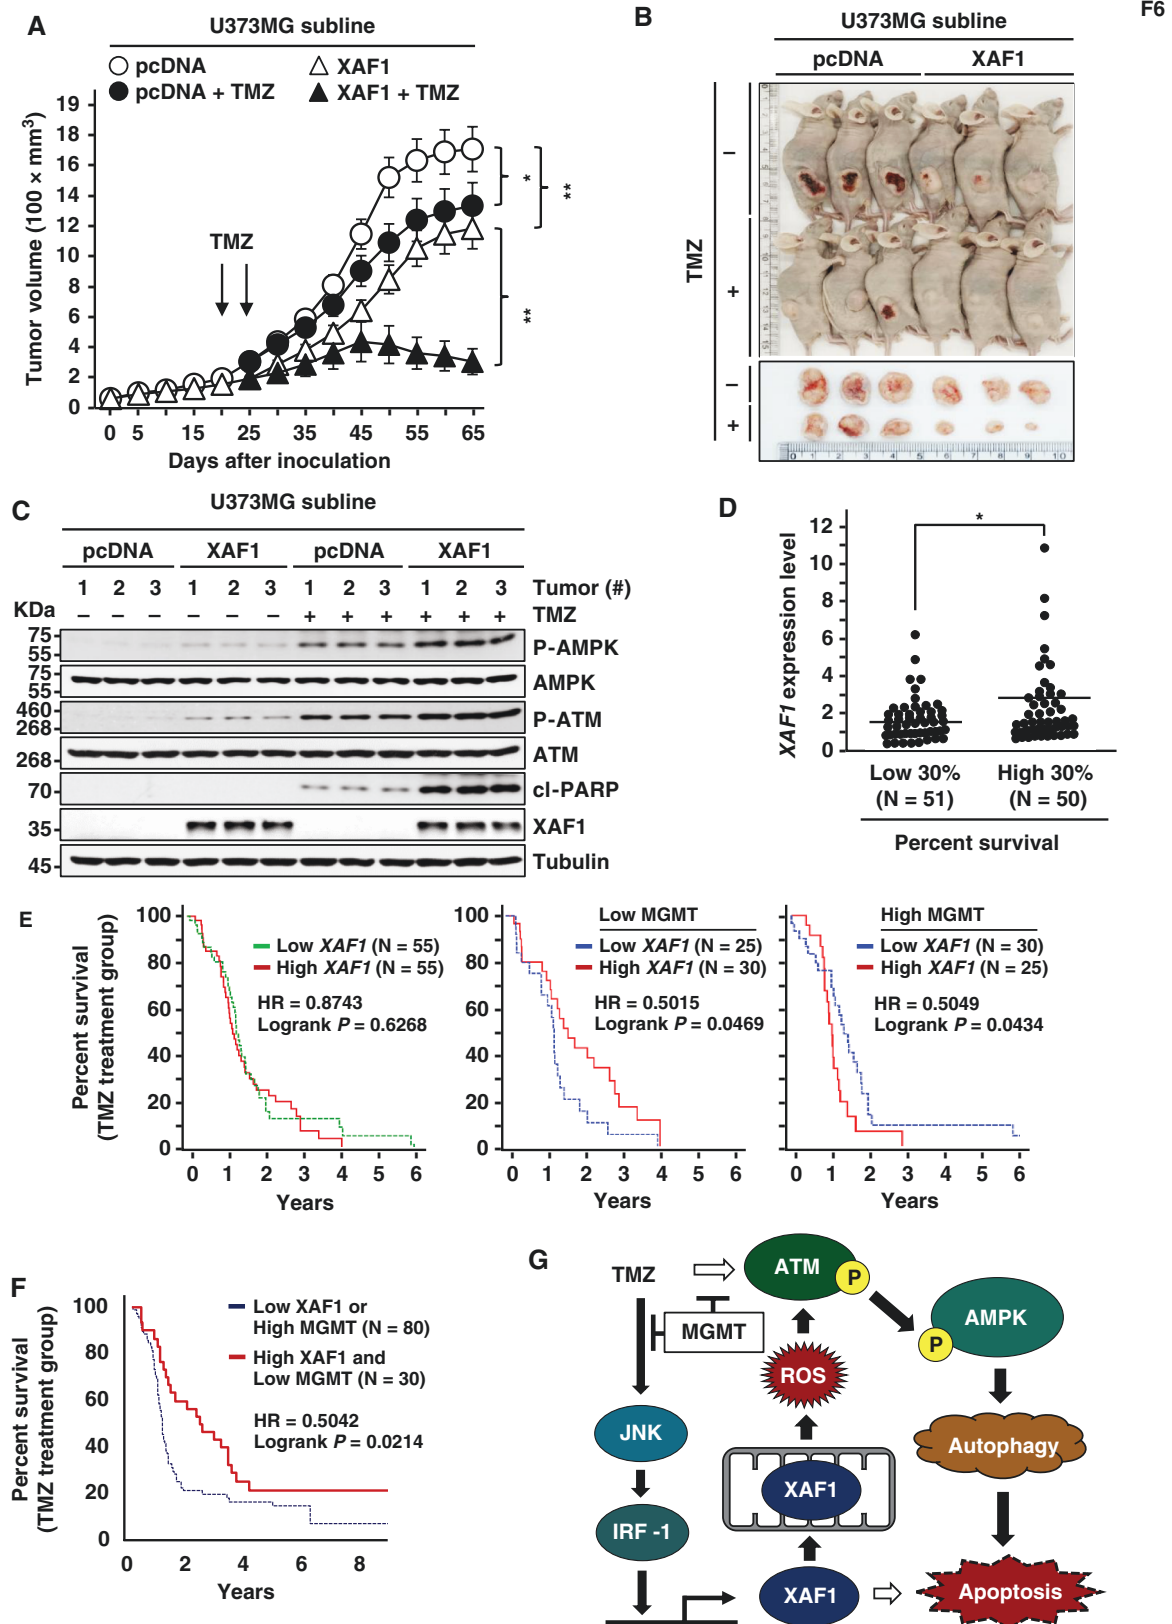 F6
A
U373MG subline
pcDNA
XAF1
pcDNA + TMZ
XAF1 + TMZ
Tumor volume (100 × mm3)
19
18
16
14
12
10
8
6
4
2
0
TMZ
*
**
**
0 5 15 25 35 45 55 65
Days after inoculation
B
U373MG subline
pcDNA XAF1
TMZ
–
+
–
+
0 1 2 3 4 5 6 7 8 9 10
C
U373MG subline
pcDNA XAF1 pcDNA XAF1
1 2 3 1 2 3 1 2 3 1 2 3 Tumor (#)
KDa – – – – – – + + + + + + TMZ
75
55
P-AMPK
75
55
AMPK
460
268
P-ATM
268
ATM
70
cl-PARP
35
XAF1
45
Tubulin
D
XAF1 expression level
12
10
8
6
4
2
0
*
Low 30% High 30%
(N = 51) (N = 50)
Percent survival
E
Percent survival
(TMZ treatment group)
100
80
60
40
20
0
Low XAF1 (N = 55)
High XAF1 (N = 55)
HR = 0.8743
Logrank P = 0.6268
0 1 2 3 4 5 6
Years
100
80
60
40
20
0
Low MGMT
Low XAF1 (N = 25)
High XAF1 (N = 30)
HR = 0.5015
Logrank P = 0.0469
0 1 2 3 4 5 6
Years
100
80
60
40
20
0
High MGMT
Low XAF1 (N = 30)
High XAF1 (N = 25)
HR = 0.5049
Logrank P = 0.0434
0 1 2 3 4 5 6
Years
F
Percent survival
(TMZ treatment group)
100
80
60
40
20
0
Low XAF1 or
High MGMT (N = 80)
High XAF1 and
Low MGMT (N = 30)
HR = 0.5042
Logrank P = 0.0214
0 2 4 6 8
Years
G
TMZ
ATM
P
MGMT
AMPK
P
ROS
JNK
Autophagy
XAF1
IRF -1
XAF1
Apoptosis